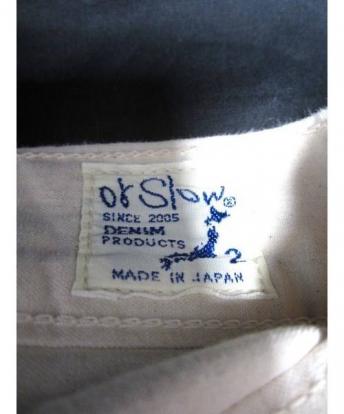 or Slow®
SINCE 2005
DENIM
PRODUCTS
2
MADE IN JAPAN